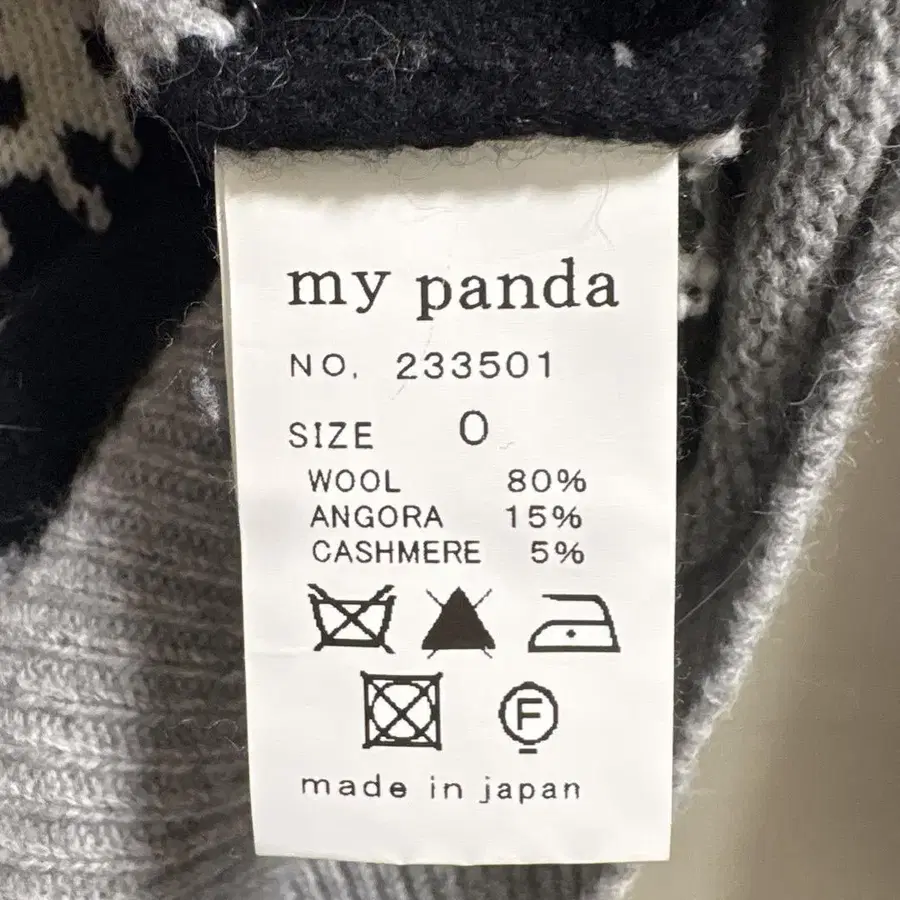 my panda
NO. 233501
SIZE 0
WOOL 80%
ANGORA 15%
CASHMERE 5%
F
made in japan